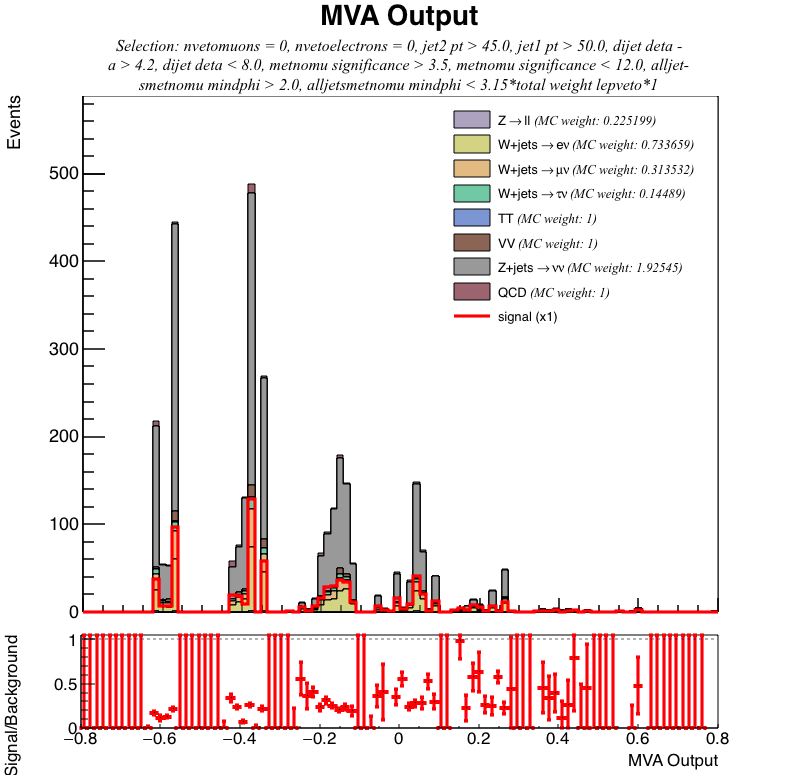 MVA Output
Selection: nvetomuons = 0, nvetoelectrons = 0, jet2 pt > 45.0, jet1 pt > 50.0, dijet deta -
a > 4.2, dijet deta < 8.0, metnomu significance > 3.5, metnomu significance < 12.0, alljet-
smetnomu mindphi > 2.0, alljetsmetnomu mindphi < 3.15*total weight lepveto*1
Events
Z→ll (MC weight: 0.225199)
W+jets→eν (MC weight: 0.733659)
W+jets→μν (MC weight: 0.313532)
W+jets→τν (MC weight: 0.14489)
TT (MC weight: 1)
VV (MC weight: 1)
Z+jets→νν (MC weight: 1.92545)
QCD (MC weight: 1)
signal (x1)
500
400
300
200
100
0
Signal/Background
1
0.5
0
−0.8 −0.6 −0.4 −0.2 0 0.2 0.4 0.6 0.8
MVA Output